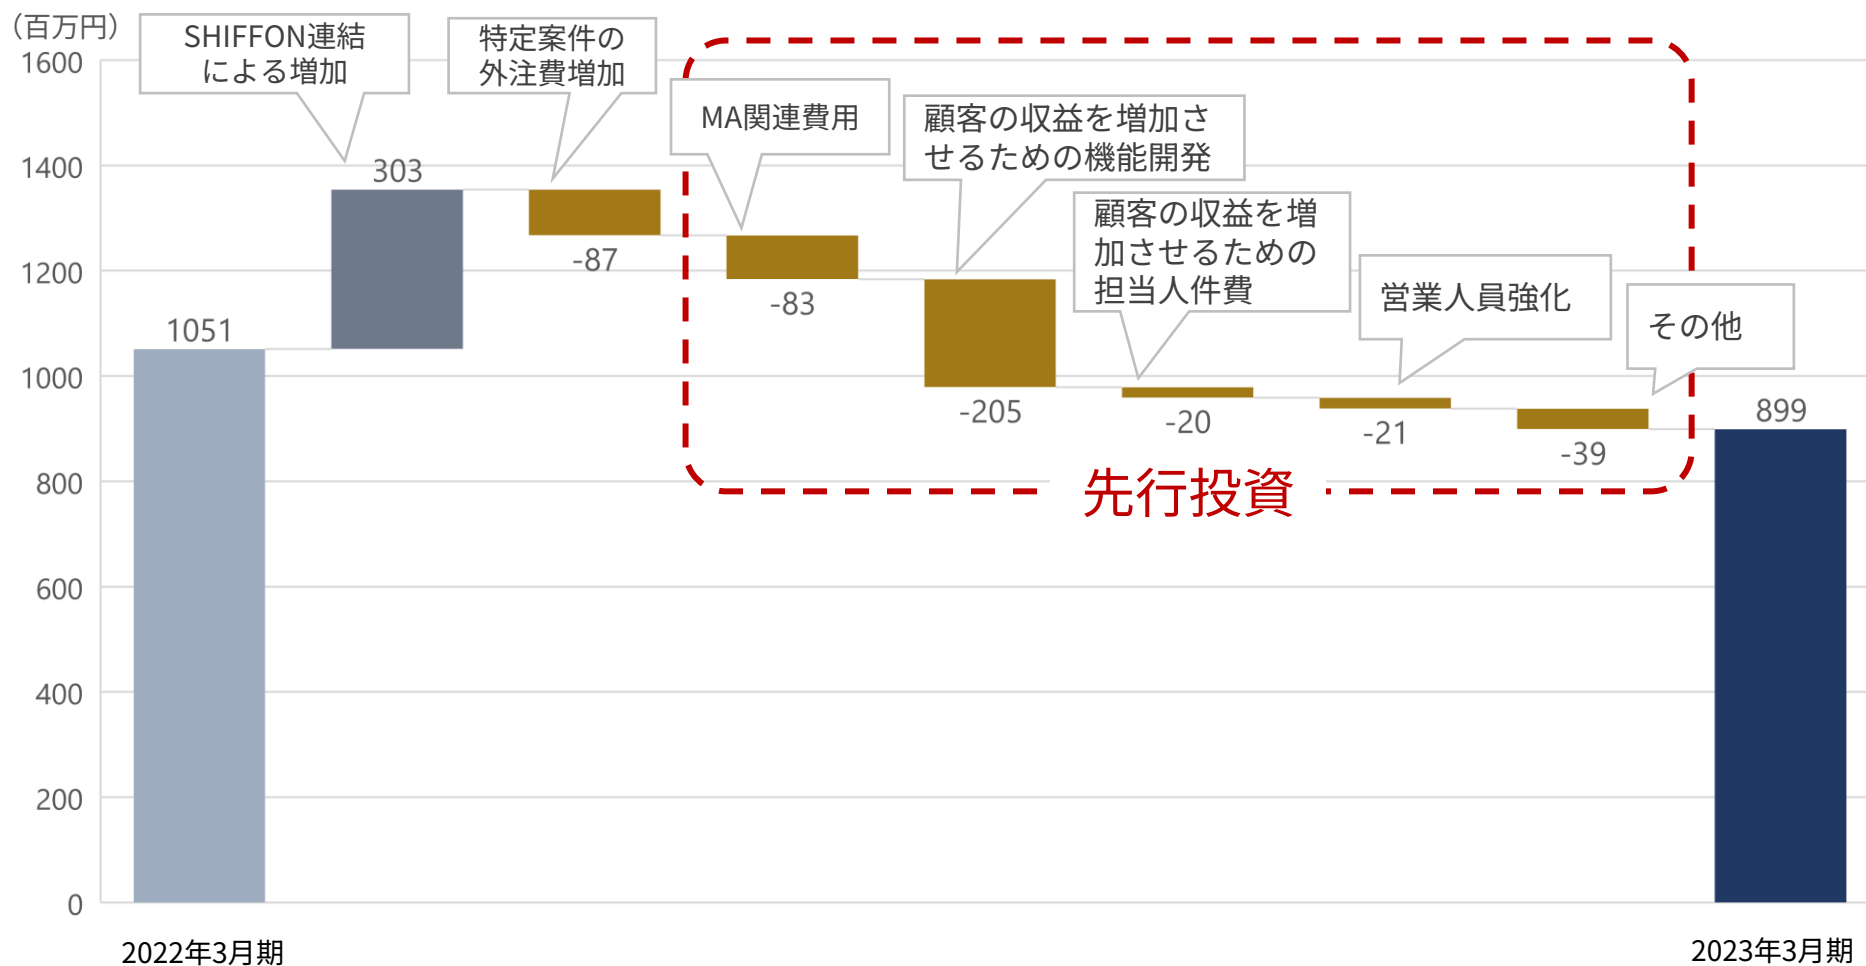 （百万円）
1600
1400
1200
1000
800
600
400
200
0
SHIFFON連結
による増加
特定案件の
外注費増加
MA関連費用
顧客の収益を増加さ
せるための機能開発
顧客の収益を増
加させるための
担当人件費
営業人員強化
その他
1051
303
-87
-83
-205
-20
-21
-39
899
先行投資
2022年3月期
2023年3月期